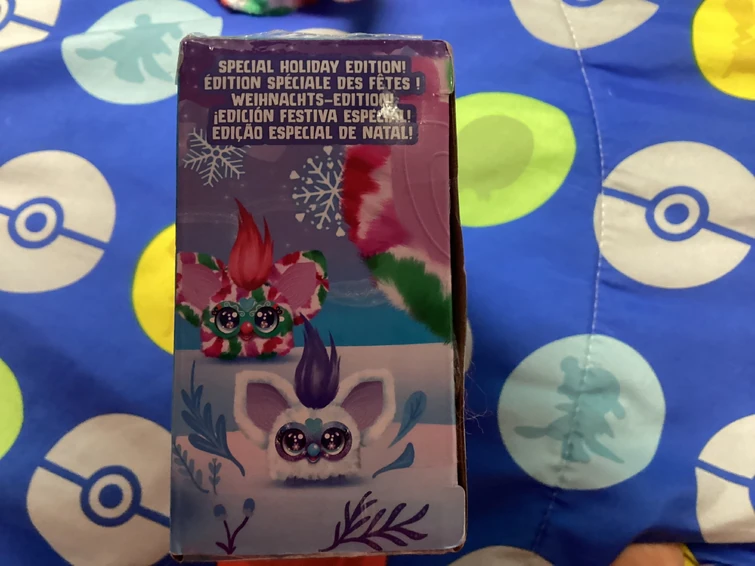 SPECIAL HOLIDAY EDITION!
ÉDITION SPÉCIALE DES FÊTES !
WEIHNACHTS-EDITION!
¡EDICIÓN FESTIVA ESPECIAL!
EDIÇÃO ESPECIAL DE NATAL!